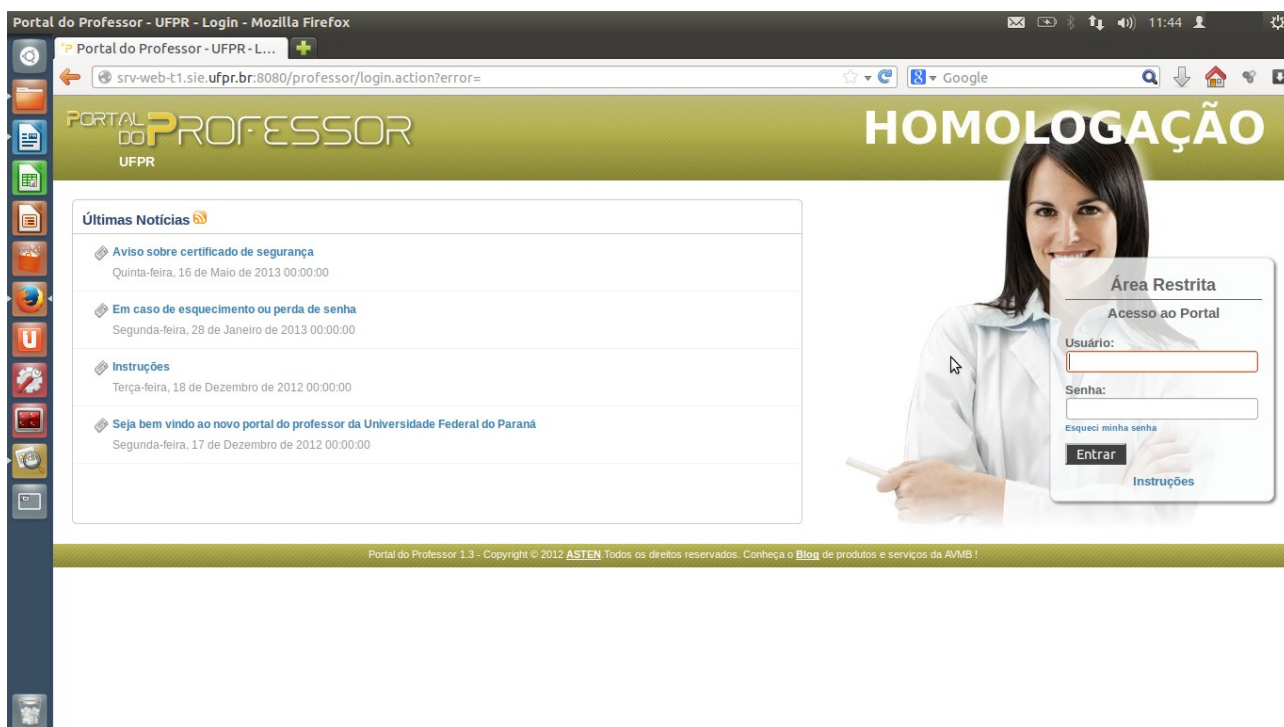 Portal do Professor - UFPR - Login - Mozilla Firefox
11:44
Portal do Professor - UFPR - L...
srv-web-t1.sie.ufpr.br:8080/professor/login.action?error=
Google
PORTAL DO PROFESSOR
UFPR
HOMOLOGAÇÃO
Últimas Notícias
Aviso sobre certificado de segurança
Quinta-feira, 16 de Maio de 2013 00:00:00
Em caso de esquecimento ou perda de senha
Segunda-feira, 28 de Janeiro de 2013 00:00:00
Instruções
Terça-feira, 18 de Dezembro de 2012 00:00:00
Seja bem vindo ao novo portal do professor da Universidade Federal do Paraná
Segunda-feira, 17 de Dezembro de 2012 00:00:00
Área Restrita
Acesso ao Portal
Usuário:
Senha:
Esqueci minha senha
Entrar
Instruções
Portal do Professor 1.3 - Copyright © 2012 ASTEN.Todos os direitos reservados. Conheça o Blog de produtos e serviços da AVMB !